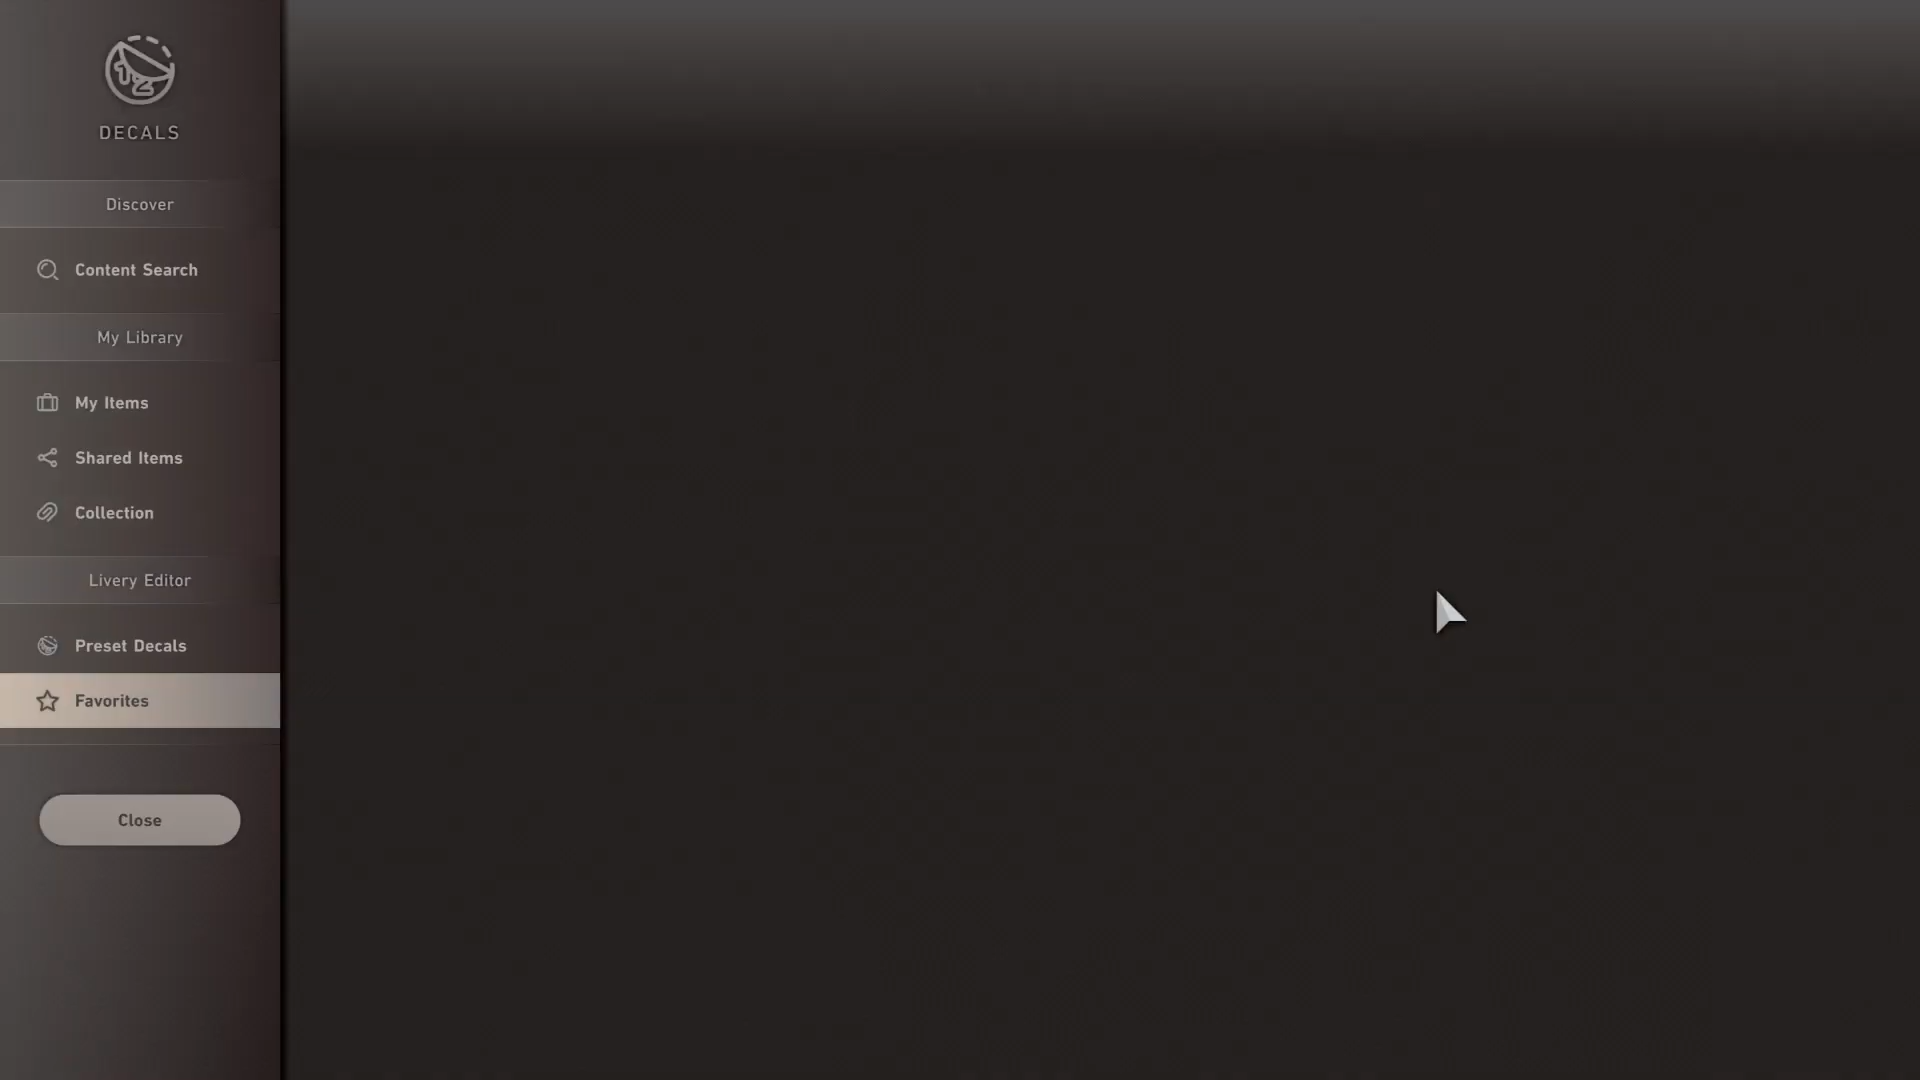 DECALS
Discover
Content Search
My Library
My Items
Shared Items
Collection
Livery Editor
Preset Decals
Favorites
Close